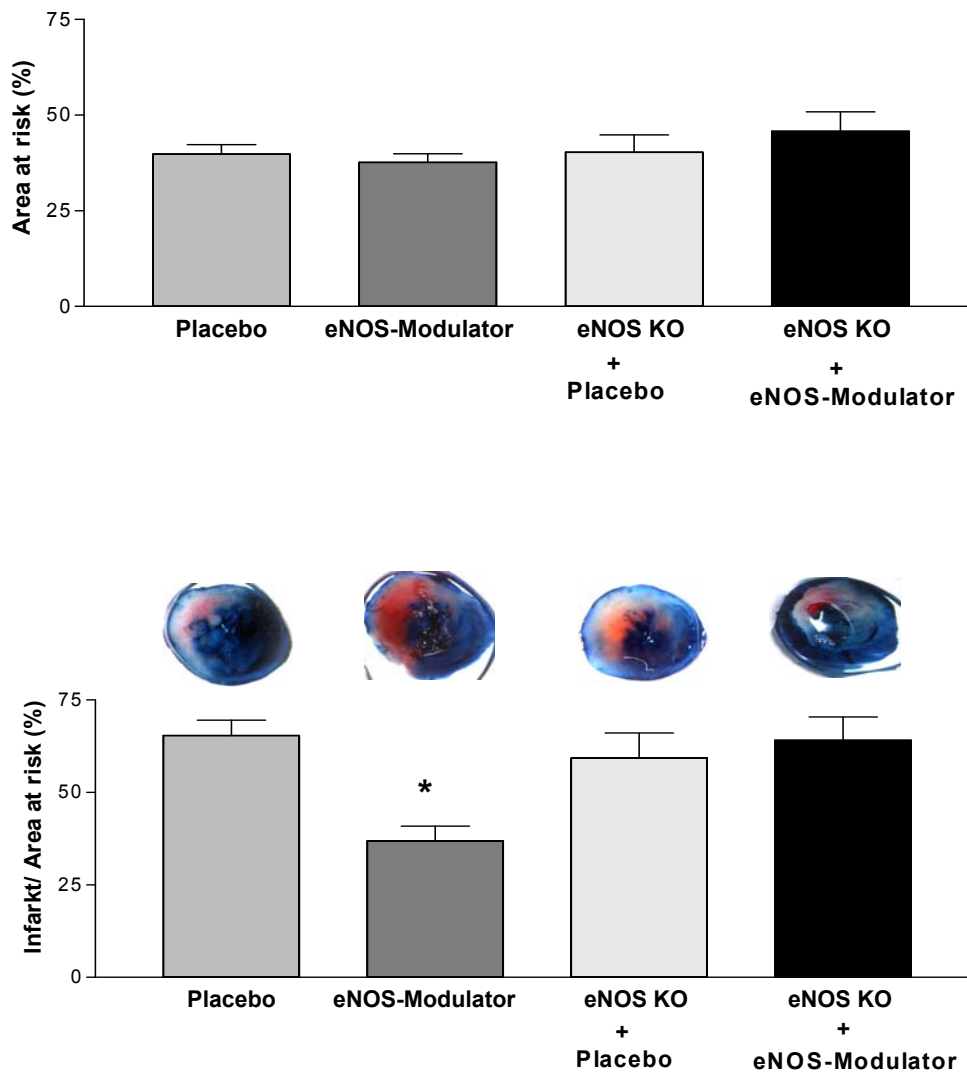 75
Area at risk (%)
50
25
0
Placebo eNOS-Modulator eNOS KO eNOS KO
+ +
Placebo eNOS-Modulator
75
Infarkt/ Area at risk (%)
50
*
25
0
Placebo eNOS-Modulator eNOS KO eNOS KO
+ +
Placebo eNOS-Modulator